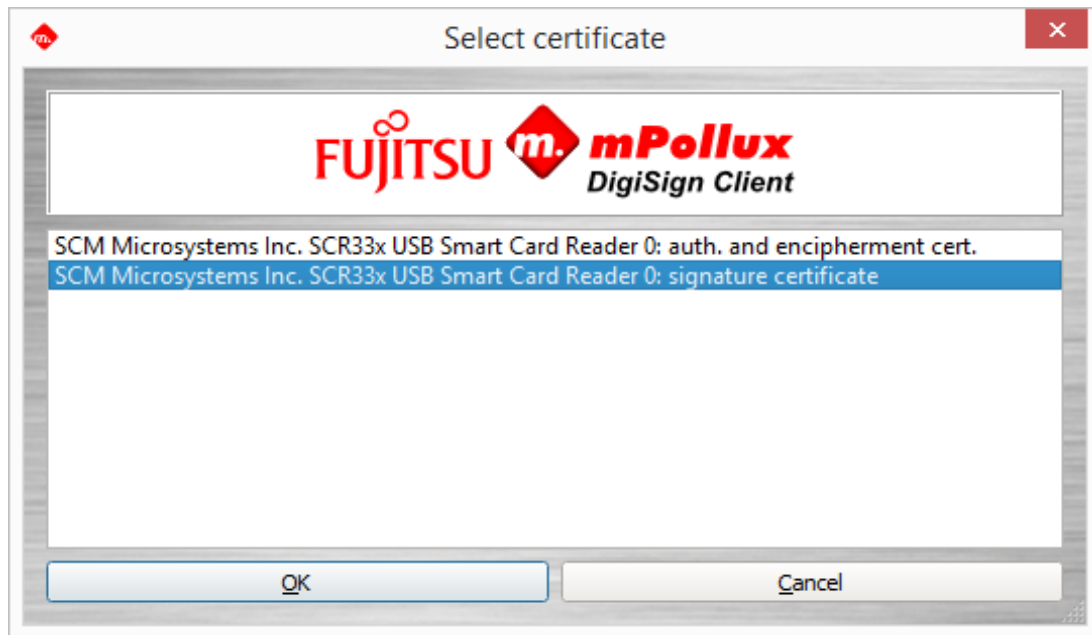 Select certificate
FUJITSU m. mPollux
DigiSign Client
SCM Microsystems Inc. SCR33x USB Smart Card Reader 0: auth. and encipherment cert.
SCM Microsystems Inc. SCR33x USB Smart Card Reader 0: signature certificate
OK Cancel